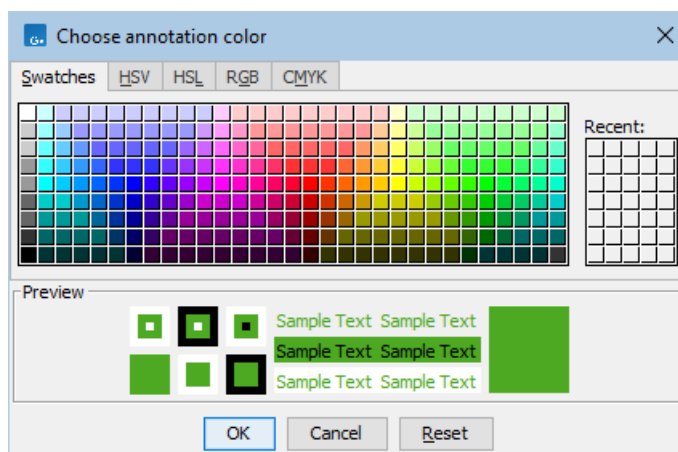 G.
Choose annotation color
Swatches HSV HSL RGB CMYK
Recent:
Preview
Sample Text Sample Text
Sample Text Sample Text
Sample Text Sample Text
OK Cancel Reset